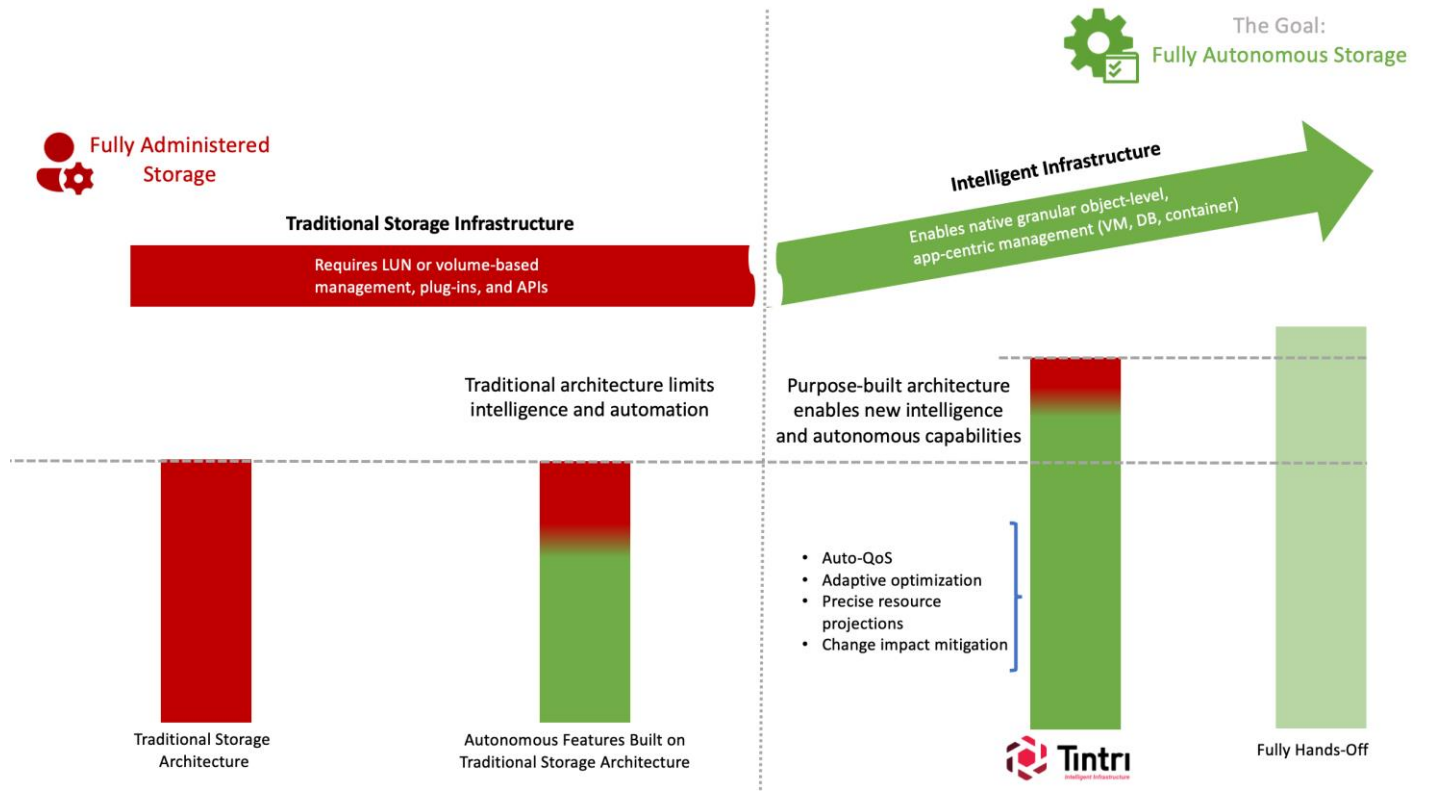 The Goal:
Fully Autonomous Storage
Fully Administered
Storage
Traditional Storage Infrastructure
Requires LUN or volume-based
management, plug-ins, and APIs
Intelligent Infrastructure
Enables native granular object-level,
app-centric management (VM, DB, container)
Traditional architecture limits
intelligence and automation
Purpose-built architecture
enables new intelligence
and autonomous capabilities
• Auto-QoS
• Adaptive optimization
• Precise resource
projections
• Change impact mitigation
Traditional Storage
Architecture
Autonomous Features Built on
Traditional Storage Architecture
Tintri
Intelligent Infrastructure
Fully Hands-Off